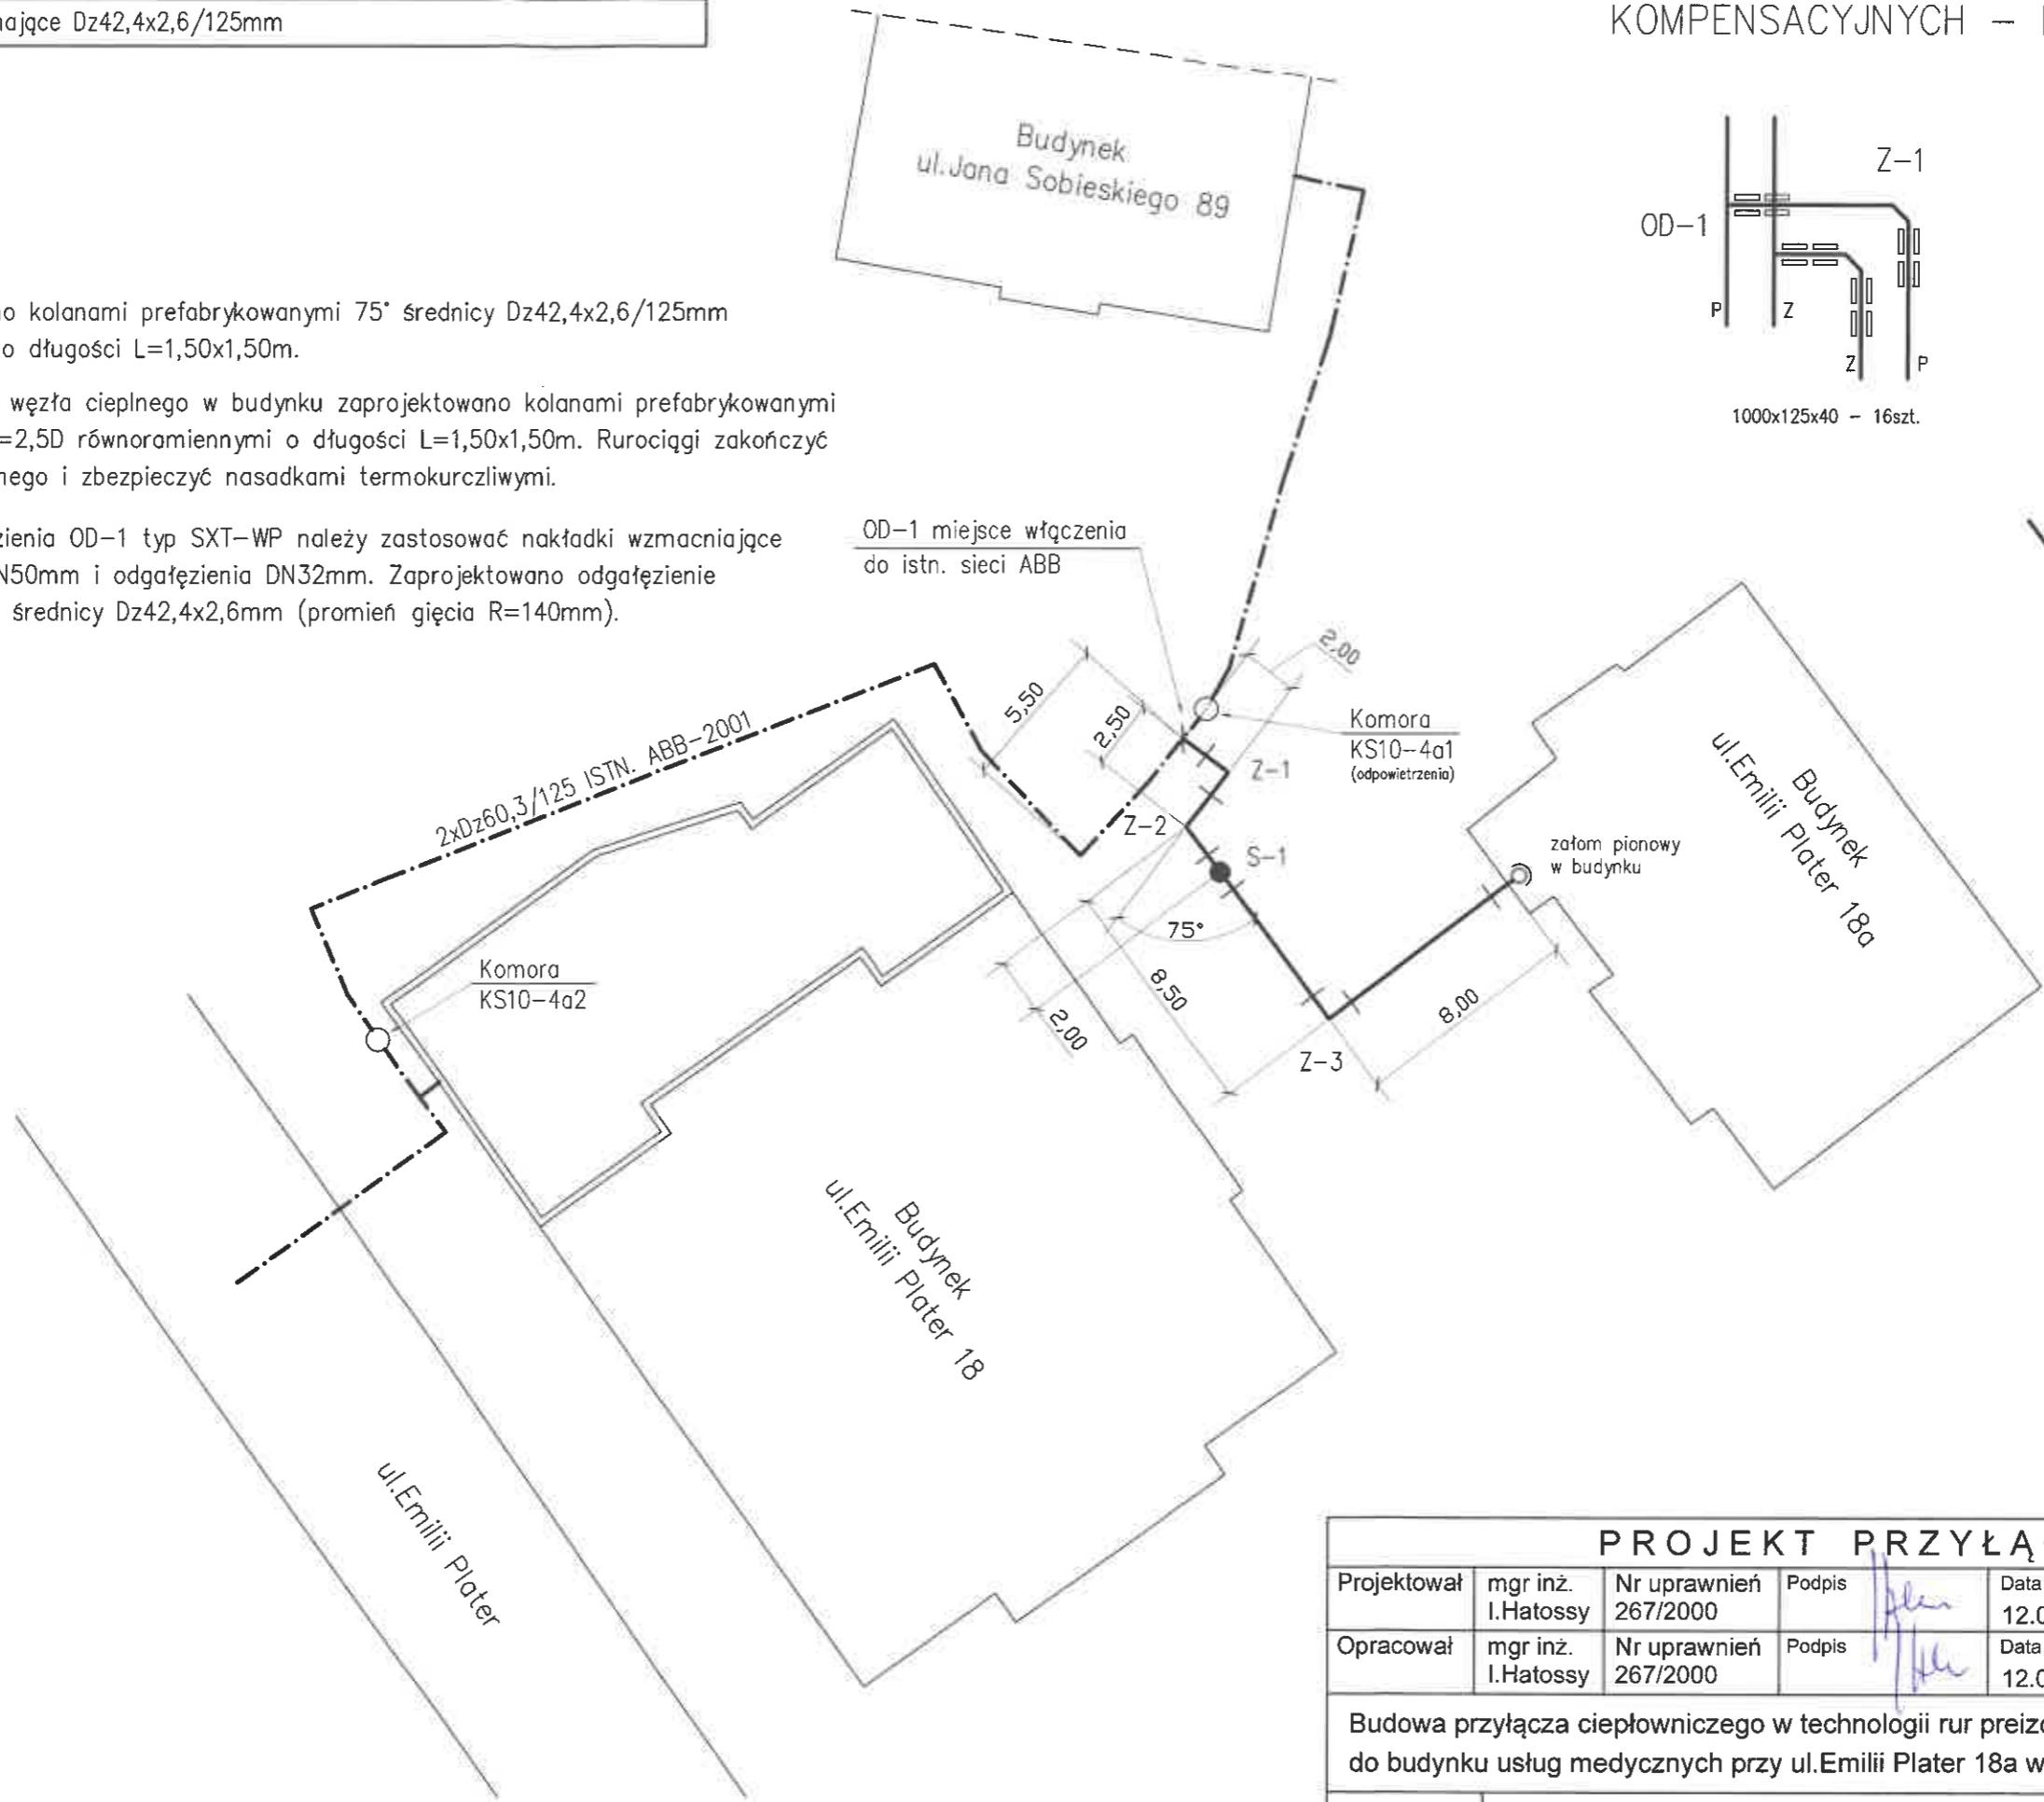 nające Dz42,4x2,6/125mm
KOMPENSACYJNYCH –
Budynek
ul.Jana Sobieskiego 89
Z-1
OD-1
P
Z
Z
P
1000x125x40 – 16szt.
o kolanami prefabrykowanymi 75° średnicy Dz42,4x2,6/125mm
o długości L=1,50x1,50m.
węzła cieplnego w budynku zaprojektowano kolanami prefabrykowanymi
=2,5D równoramiennymi o długości L=1,50x1,50m. Rurociągi zakończyć
nego i zbezpieczyć nasadkami termokurczliwymi.
zienia OD-1 typ SXT-WP należy zastosować nakładki wzmacniające
N50mm i odgałęzienia DN32mm. Zaprojektowano odgałęzienie
średnicy Dz42,4x2,6mm (promień gięcia R=140mm).
OD-1 miejsce włączenia
do istn. sieci ABB
2,00
5,50
2,50
Komora
KS10-4a1
(odpowietrzenia)
Z-1
2xDz60,3/125 ISTN. ABB-2001
Z-2
S-1
załom pionowy
w budynku
Budynek
ul.Emilii Plater 18a
75°
Komora
KS10-4a2
8,50
2,00
8,00
Z-3
Budynek
ul.Emilii Plater 18
ul.Emilii Plater
PROJEKT PRZYŁĄ
Projektował mgr inż. I.Hatossy Nr uprawnień 267/2000 Podpis Data 12.0
Opracował mgr inż. I.Hatossy Nr uprawnień 267/2000 Podpis Data 12.0
Budowa przyłącza ciepłowniczego w technologii rur preizo
do budynku usług medycznych przy ul.Emilii Plater 18a w